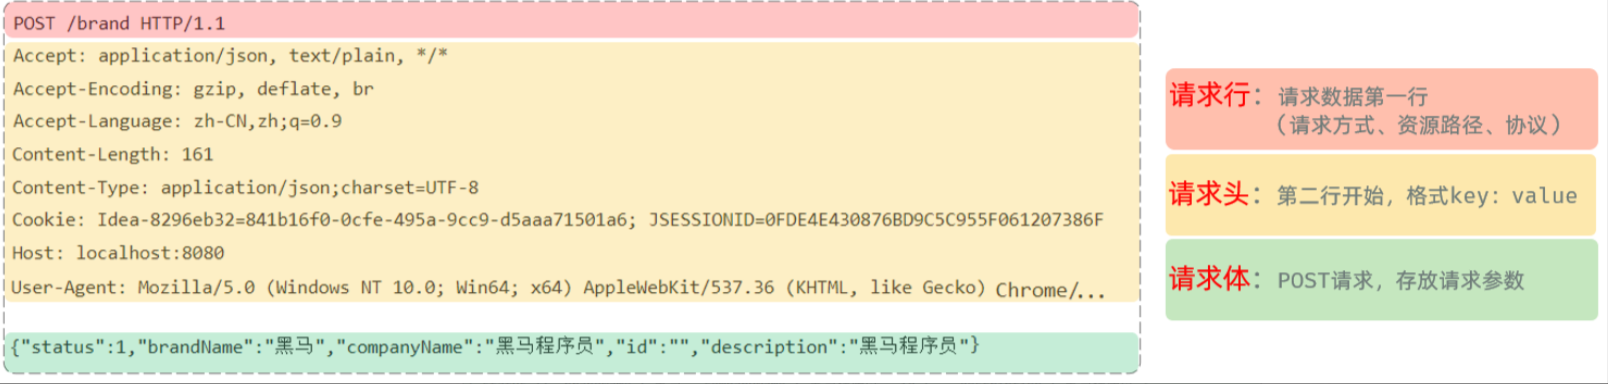 POST /brand HTTP/1.1
Accept: application/json, text/plain, */*
Accept-Encoding: gzip, deflate, br
Accept-Language: zh-CN,zh;q=0.9
Content-Length: 161
Content-Type: application/json;charset=UTF-8
Cookie: Idea-8296eb32=841b16f0-0cfe-495a-9cc9-d5aaa71501a6; JSESSIONID=0FDE4E430876BD9C5C955F061207386F
Host: localhost:8080
User-Agent: Mozilla/5.0 (Windows NT 10.0; Win64; x64) AppleWebKit/537.36 (KHTML, like Gecko) Chrome/...
{"status":1,"brandName":"黑马","companyName":"黑马程序员","id":"","description":"黑马程序员"}
请求行：请求数据第一行
（请求方式、资源路径、协议）
请求头：第二行开始，格式key：value
请求体：POST请求，存放请求参数